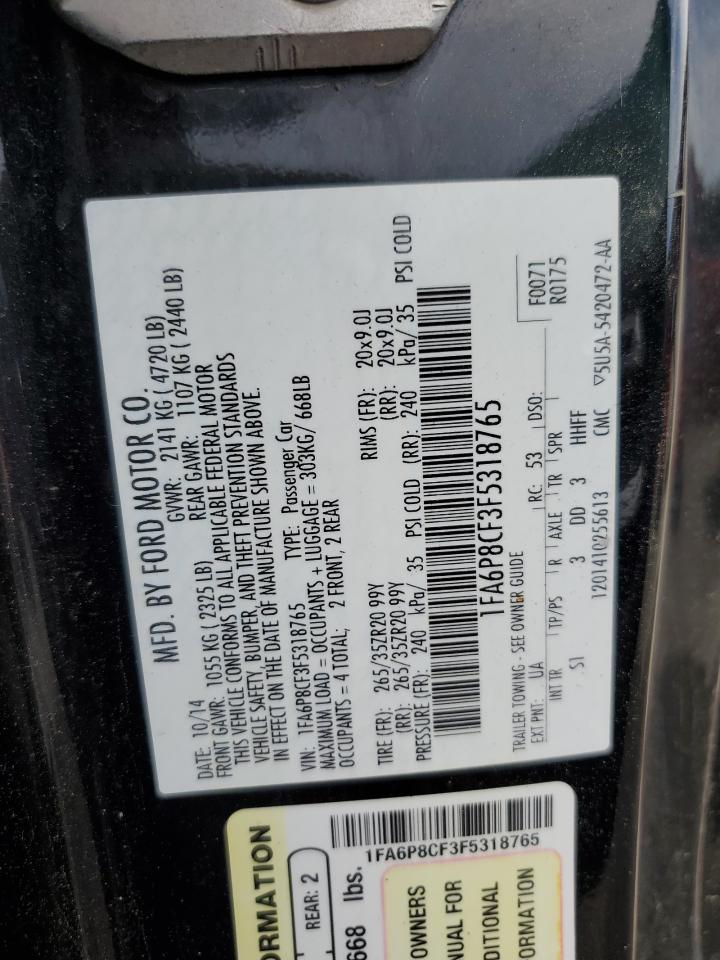 MFD. BY FORD MOTOR CO.
DATE: 10/14 GVWR: 2141 KG ( 4720 LB)
FRONT GAWR: 1055 KG ( 2325 LB) REAR GAWR: 1107 KG ( 2440 LB)
THIS VEHICLE CONFORMS TO ALL APPLICABLE FEDERAL MOTOR
VEHICLE SAFETY, BUMPER, AND THEFT PREVENTION STANDARDS
IN EFFECT ON THE DATE OF MANUFACTURE SHOWN ABOVE.
VIN: 1FA6P8CF3F5318765 TYPE: Passenger Car
MAXIMUM LOAD = OCCUPANTS + LUGGAGE = 303KG/ 668LB
OCCUPANTS = 4 TOTAL; 2 FRONT, 2 REAR
TIRE (FR): 265/35ZR20 99Y RIMS (FR): 20x9.0J
(RR): 265/35ZR20 99Y (RR): 20x9.0J
PRESSURE (FR): 240 kPa/ 35 PSI COLD (RR): 240 kPa/ 35 PSI COLD
1FA6P8CF3F5318765
TRAILER TOWING - SEE OWNER GUIDE F0071
EXT PNT: UA RC: 53 DSO: R0175
INT TR TP/PS R AXLE TR SPR
S1 3 DD 3 HHFF
1201410255613 CMC ▽5U5A-5420472-AA
1FA6P8CF3F5318765
ORMATION
REAR: 2
668 lbs.
OWNERS
NUAL FOR
DITIONAL
ORMATION